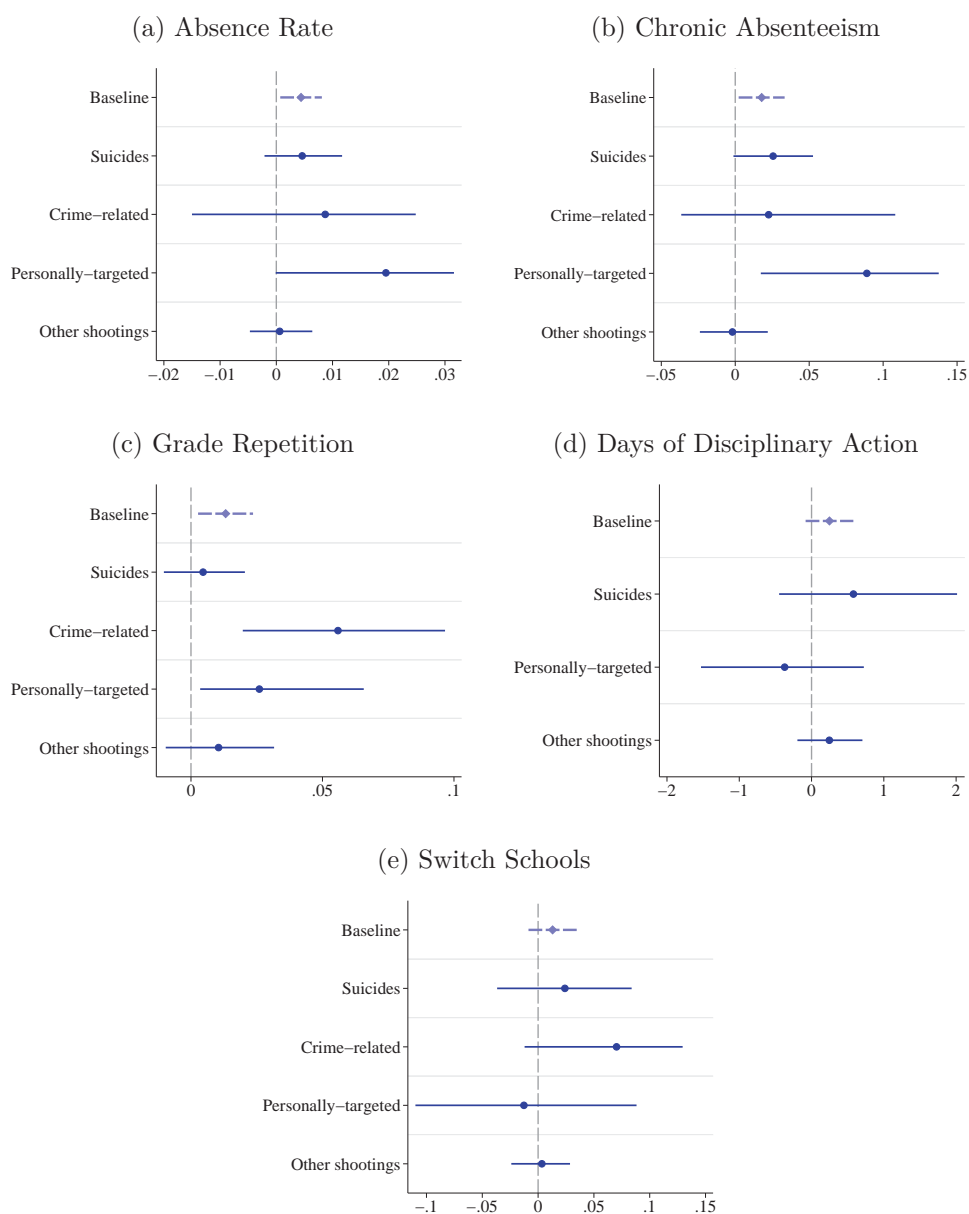 (a) Absence Rate
Baseline
Suicides
Crime−related
Personally−targeted
Other shootings
−.02 −.01 0 .01 .02 .03
(b) Chronic Absenteeism
Baseline
Suicides
Crime−related
Personally−targeted
Other shootings
−.05 0 .05 .1 .15
(c) Grade Repetition
Baseline
Suicides
Crime−related
Personally−targeted
Other shootings
0 .05 .1
(d) Days of Disciplinary Action
Baseline
Suicides
Personally−targeted
Other shootings
−2 −1 0 1 2
(e) Switch Schools
Baseline
Suicides
Crime−related
Personally−targeted
Other shootings
−.1 −.05 0 .05 .1 .15